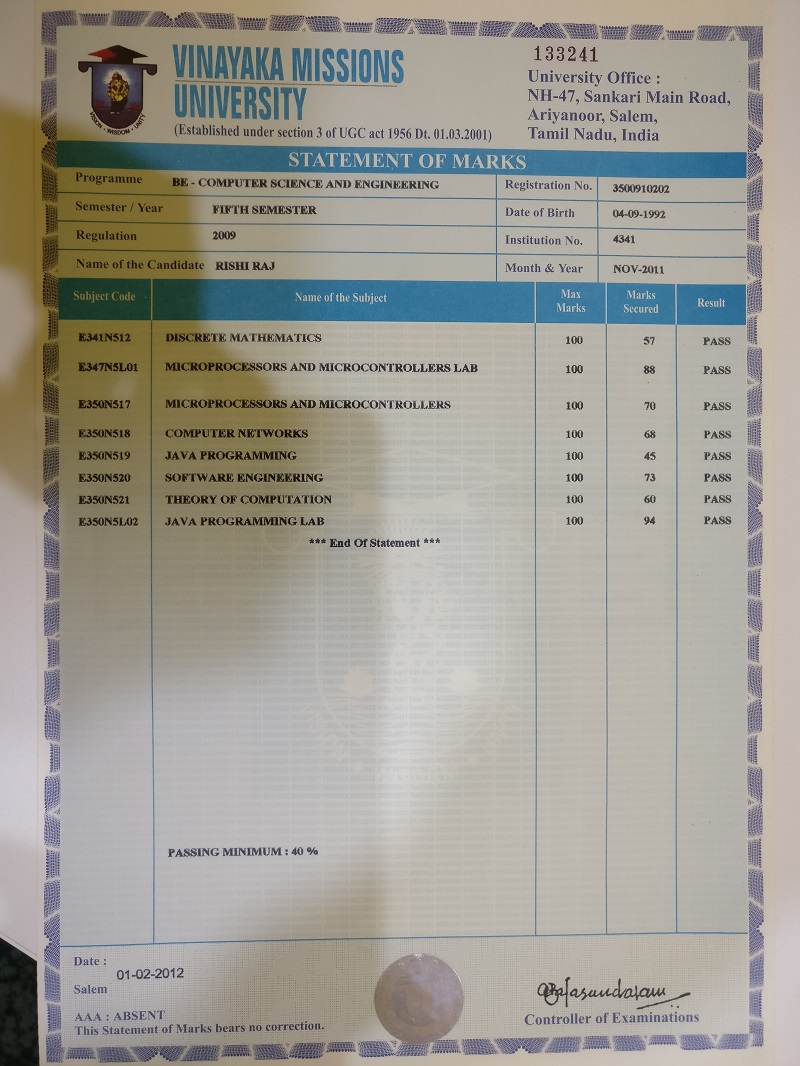 133241
VINAYAKA MISSIONS
UNIVERSITY
(Established under section 3 of UGC act 1956 Dt. 01.03.2001)
VISION • WISDOM • UNITY
University Office :
NH-47, Sankari Main Road,
Ariyanoor, Salem,
Tamil Nadu, India
STATEMENT OF MARKS
Programme BE - COMPUTER SCIENCE AND ENGINEERING Registration No. 3500910202
Semester / Year FIFTH SEMESTER Date of Birth 04-09-1992
Regulation 2009 Institution No. 4341
Name of the Candidate RISHI RAJ Month & Year NOV-2011
Subject Code Name of the Subject Max Marks Marks Secured Result
E341N512 DISCRETE MATHEMATICS 100 57 PASS
E347N5L01 MICROPROCESSORS AND MICROCONTROLLERS LAB 100 88 PASS
E350N517 MICROPROCESSORS AND MICROCONTROLLERS 100 70 PASS
E350N518 COMPUTER NETWORKS 100 68 PASS
E350N519 JAVA PROGRAMMING 100 45 PASS
E350N520 SOFTWARE ENGINEERING 100 73 PASS
E350N521 THEORY OF COMPUTATION 100 60 PASS
E350N5L02 JAVA PROGRAMMING LAB 100 94 PASS
*** End Of Statement ***
PASSING MINIMUM : 40 %
Date : 01-02-2012
Salem
AAA : ABSENT
This Statement of Marks bears no correction.
Controller of Examinations